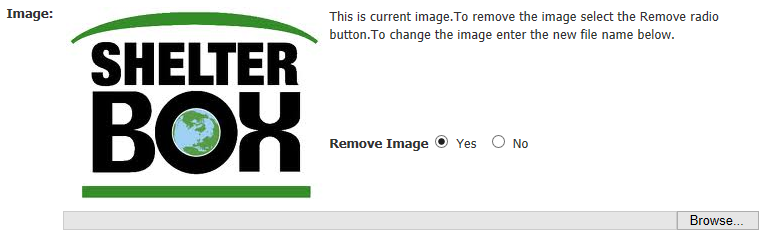 Image:
This is current image.To remove the image select the Remove radio
button.To change the image enter the new file name below.
SHELTER
BOX
Remove Image Yes No
Browse...